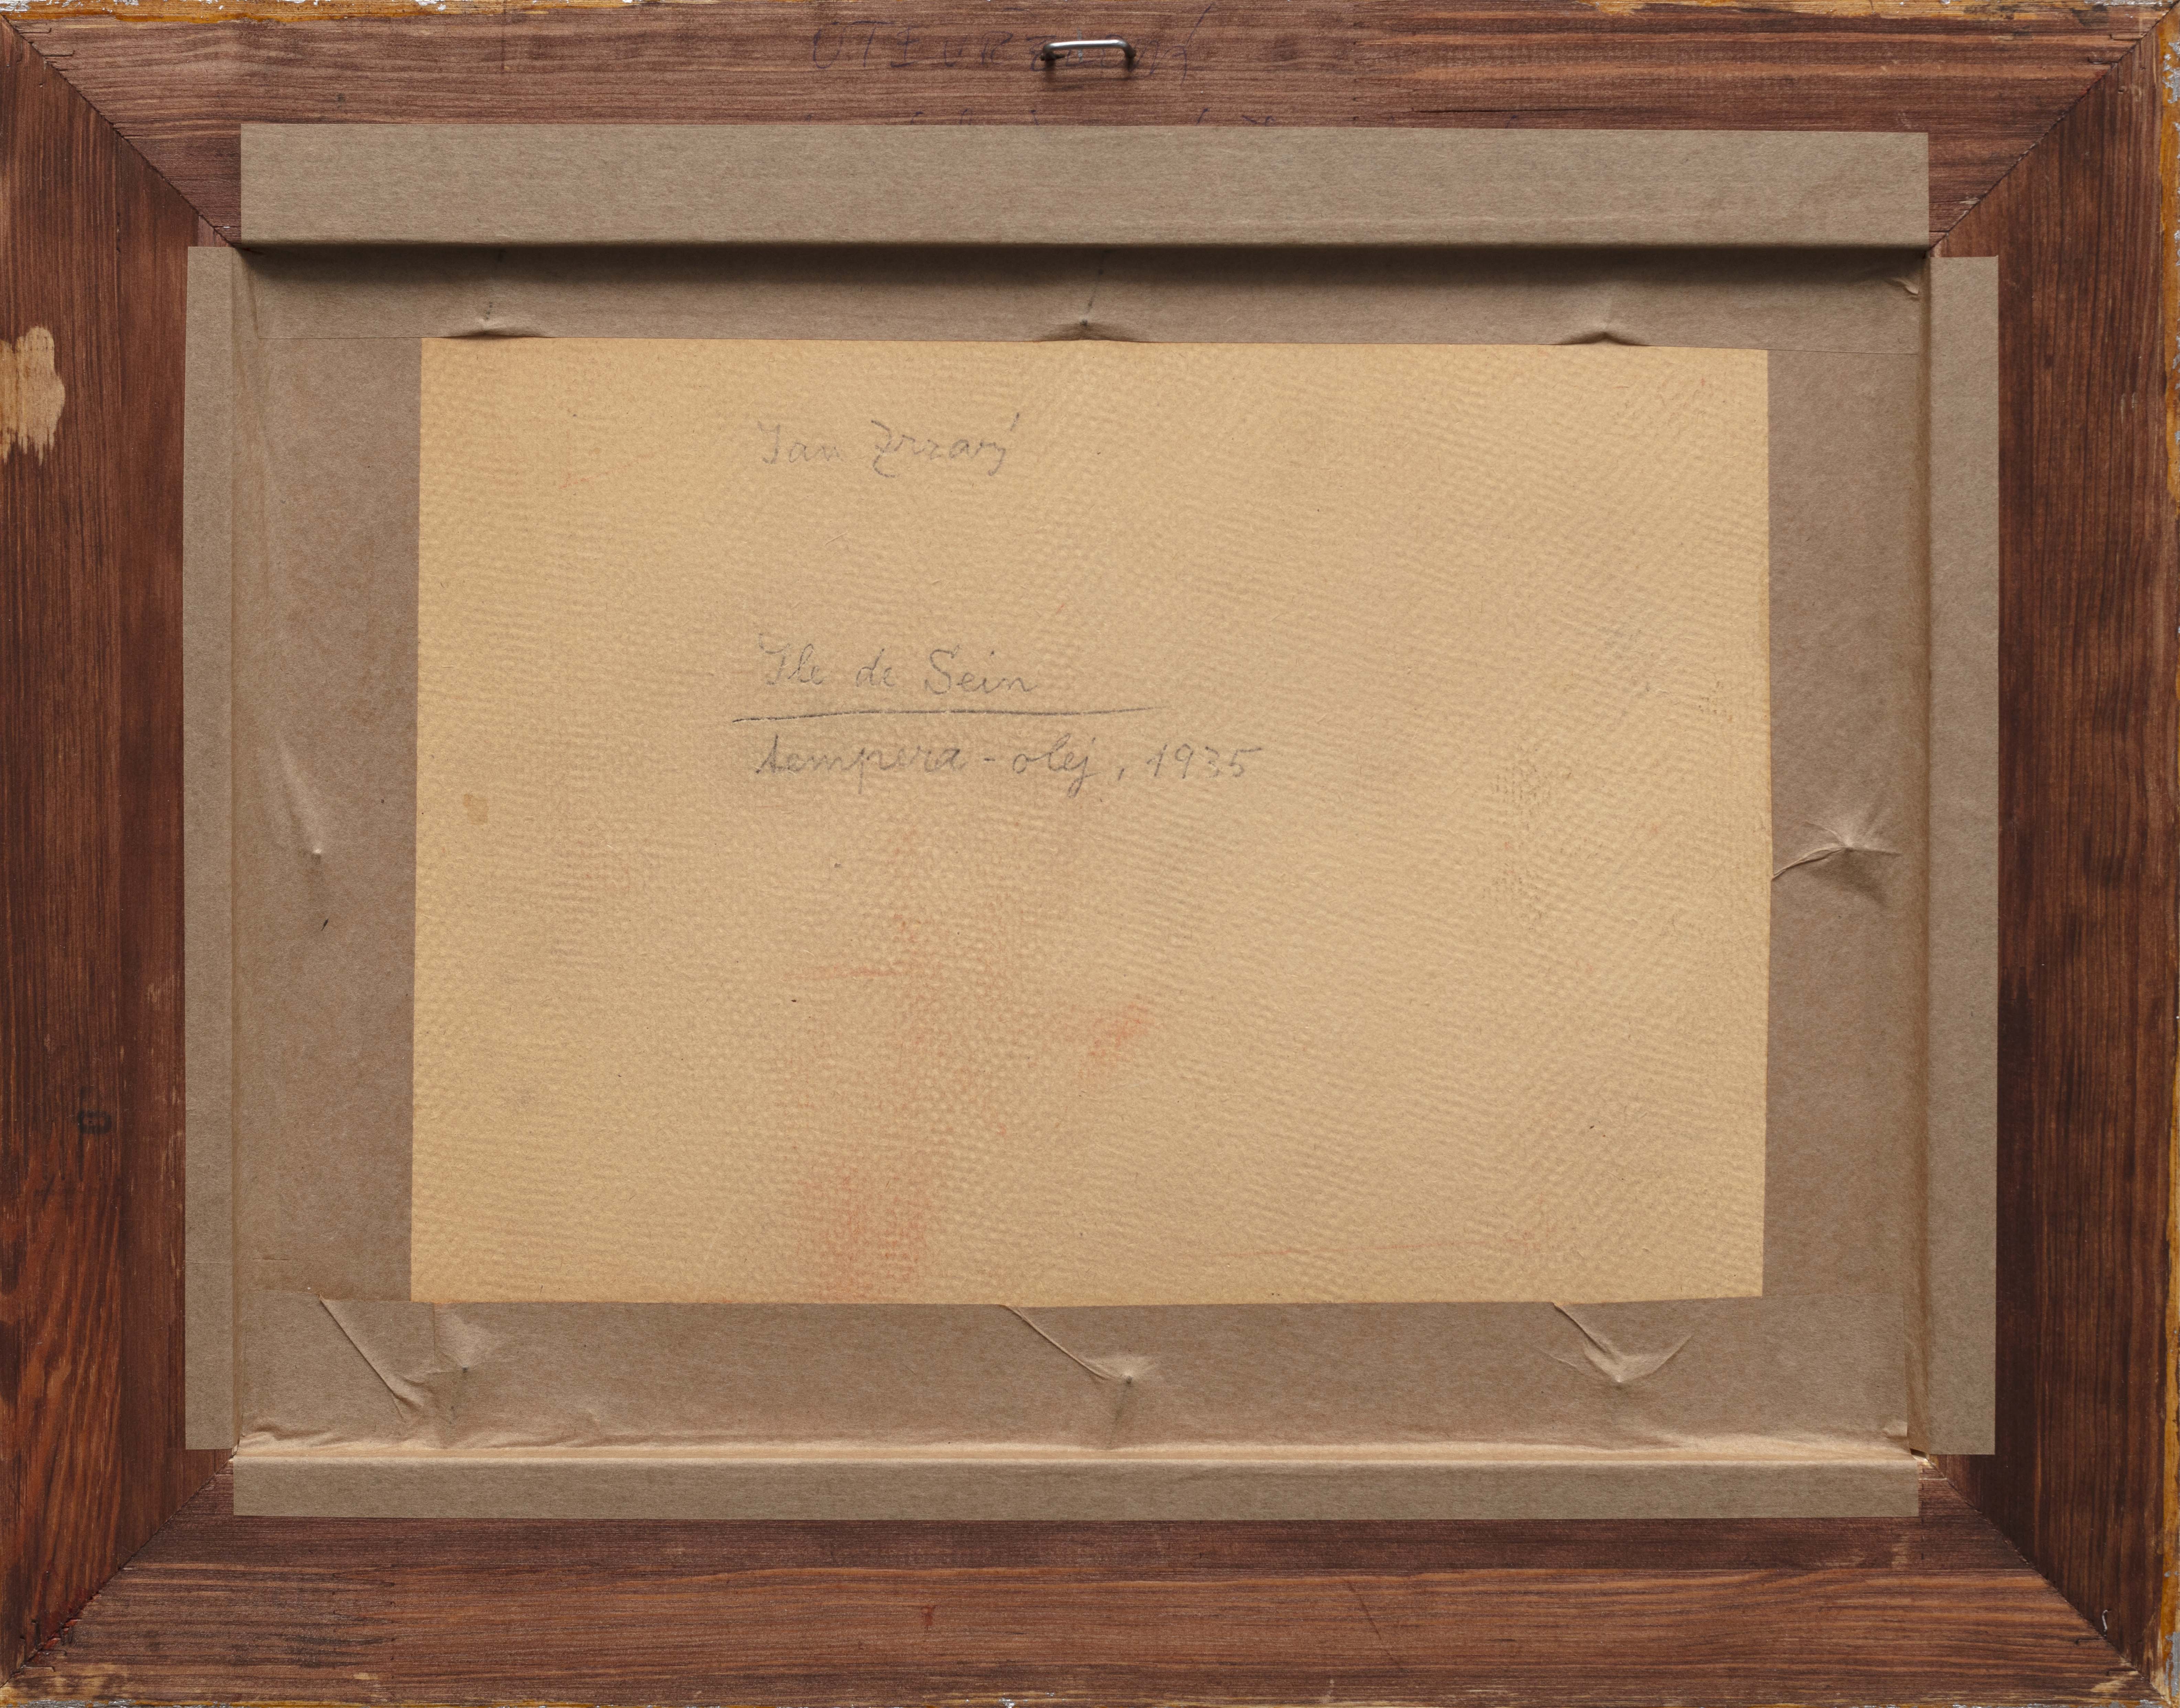 Jan Zrzavý
Ile de Sein
tempera - olej, 1935